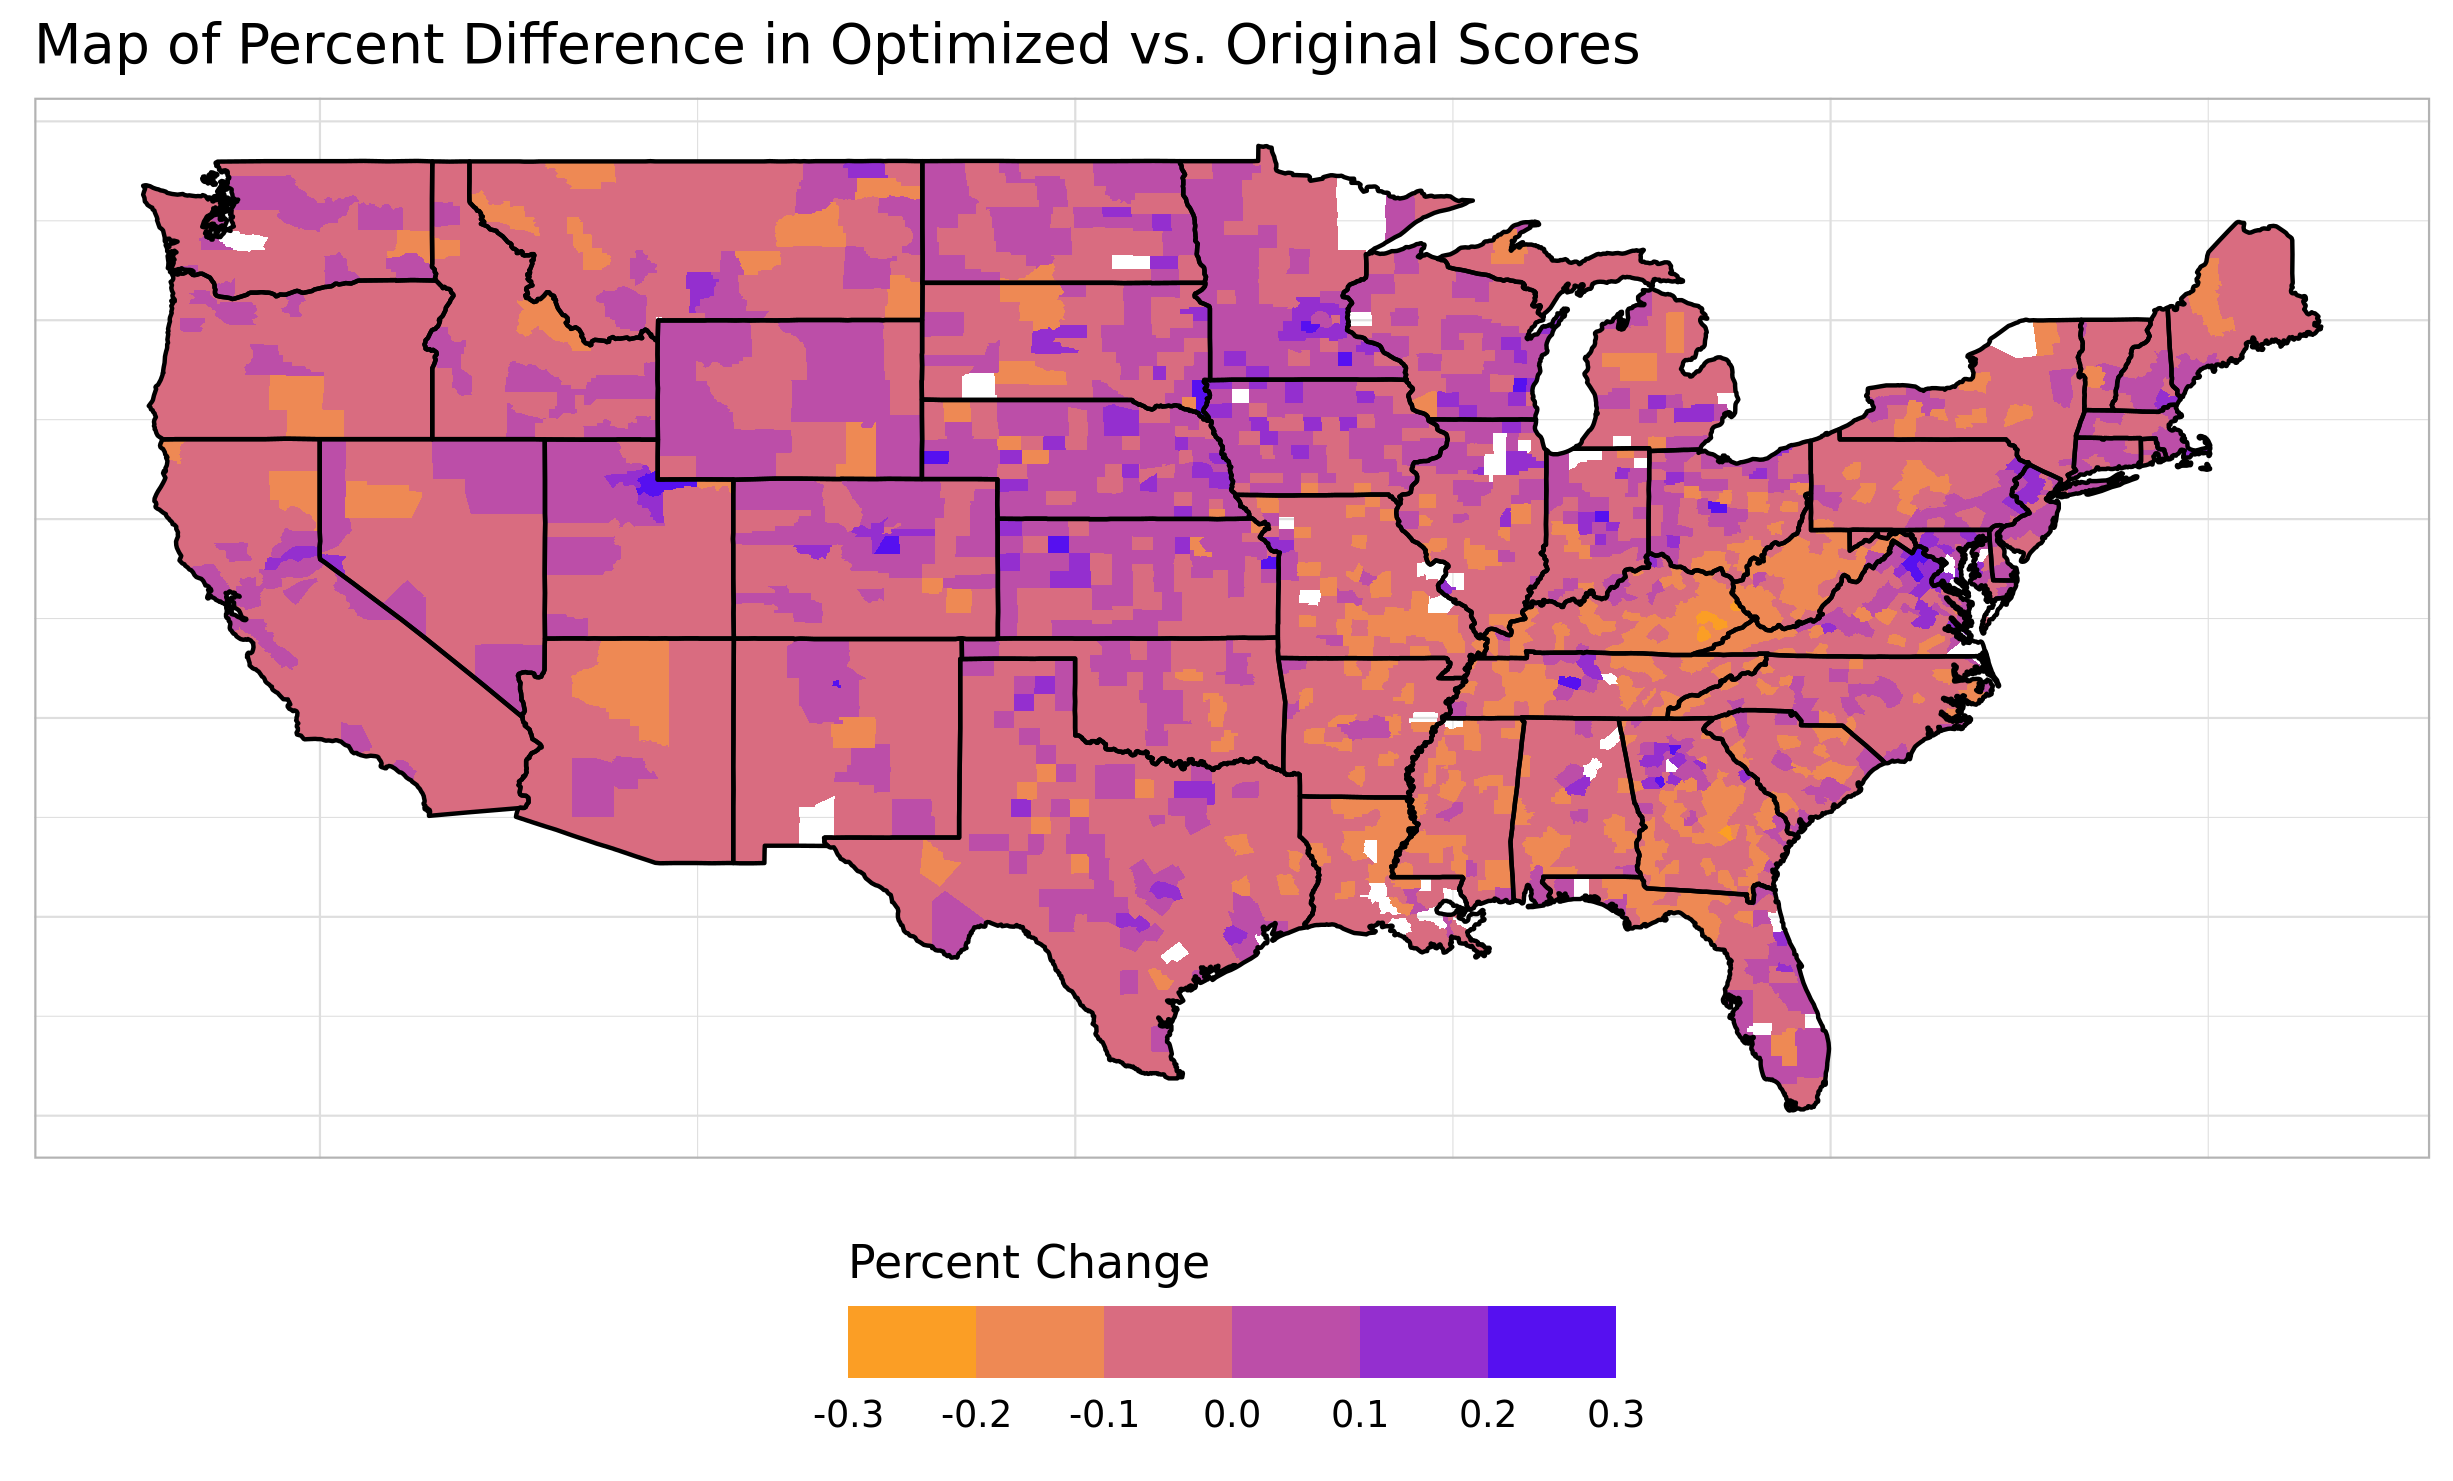 Map of Percent Difference in Optimized vs. Original Scores
Percent Change
-0.3 -0.2 -0.1 0.0 0.1 0.2 0.3